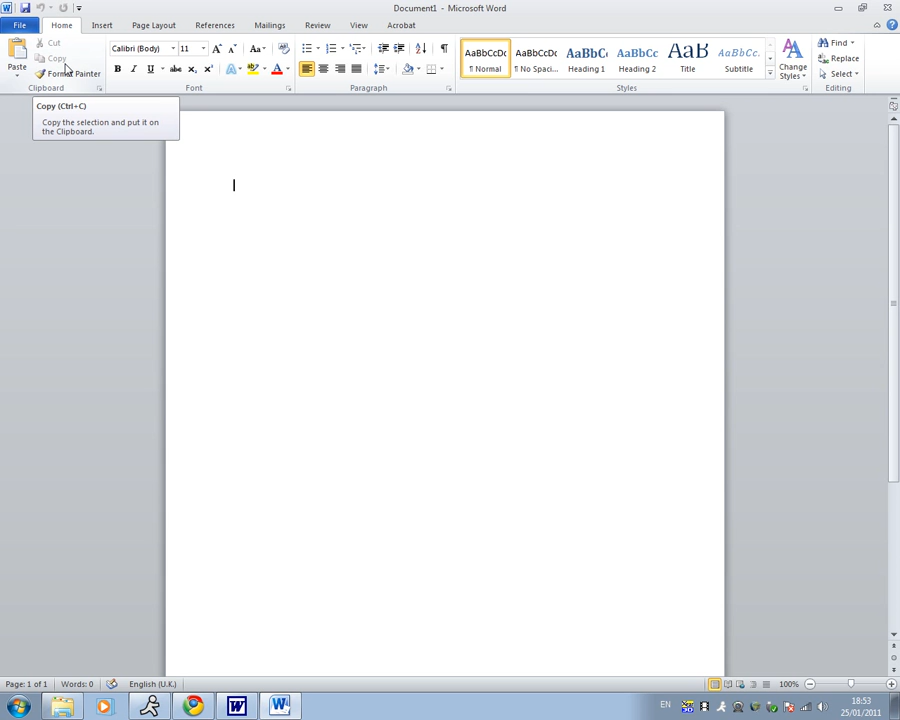 Document1 - Microsoft Word
File Home Insert Page Layout References Mailings Review View Acrobat
Cut
Copy
Format Painter
Paste
Clipboard
Calibri (Body) 11
Font
Paragraph
AaBbCcDc AaBbCcDc AaBbC AaBbCc AaB AaBbCc.
¶ Normal ¶ No Spaci... Heading 1 Heading 2 Title Subtitle
Change
Styles
Styles
Find
Replace
Select
Editing
Copy (Ctrl+C)
Copy the selection and put it on
the Clipboard.
Page: 1 of 1 Words: 0 English (U.K.) 100%
EN
18:53
25/01/2011